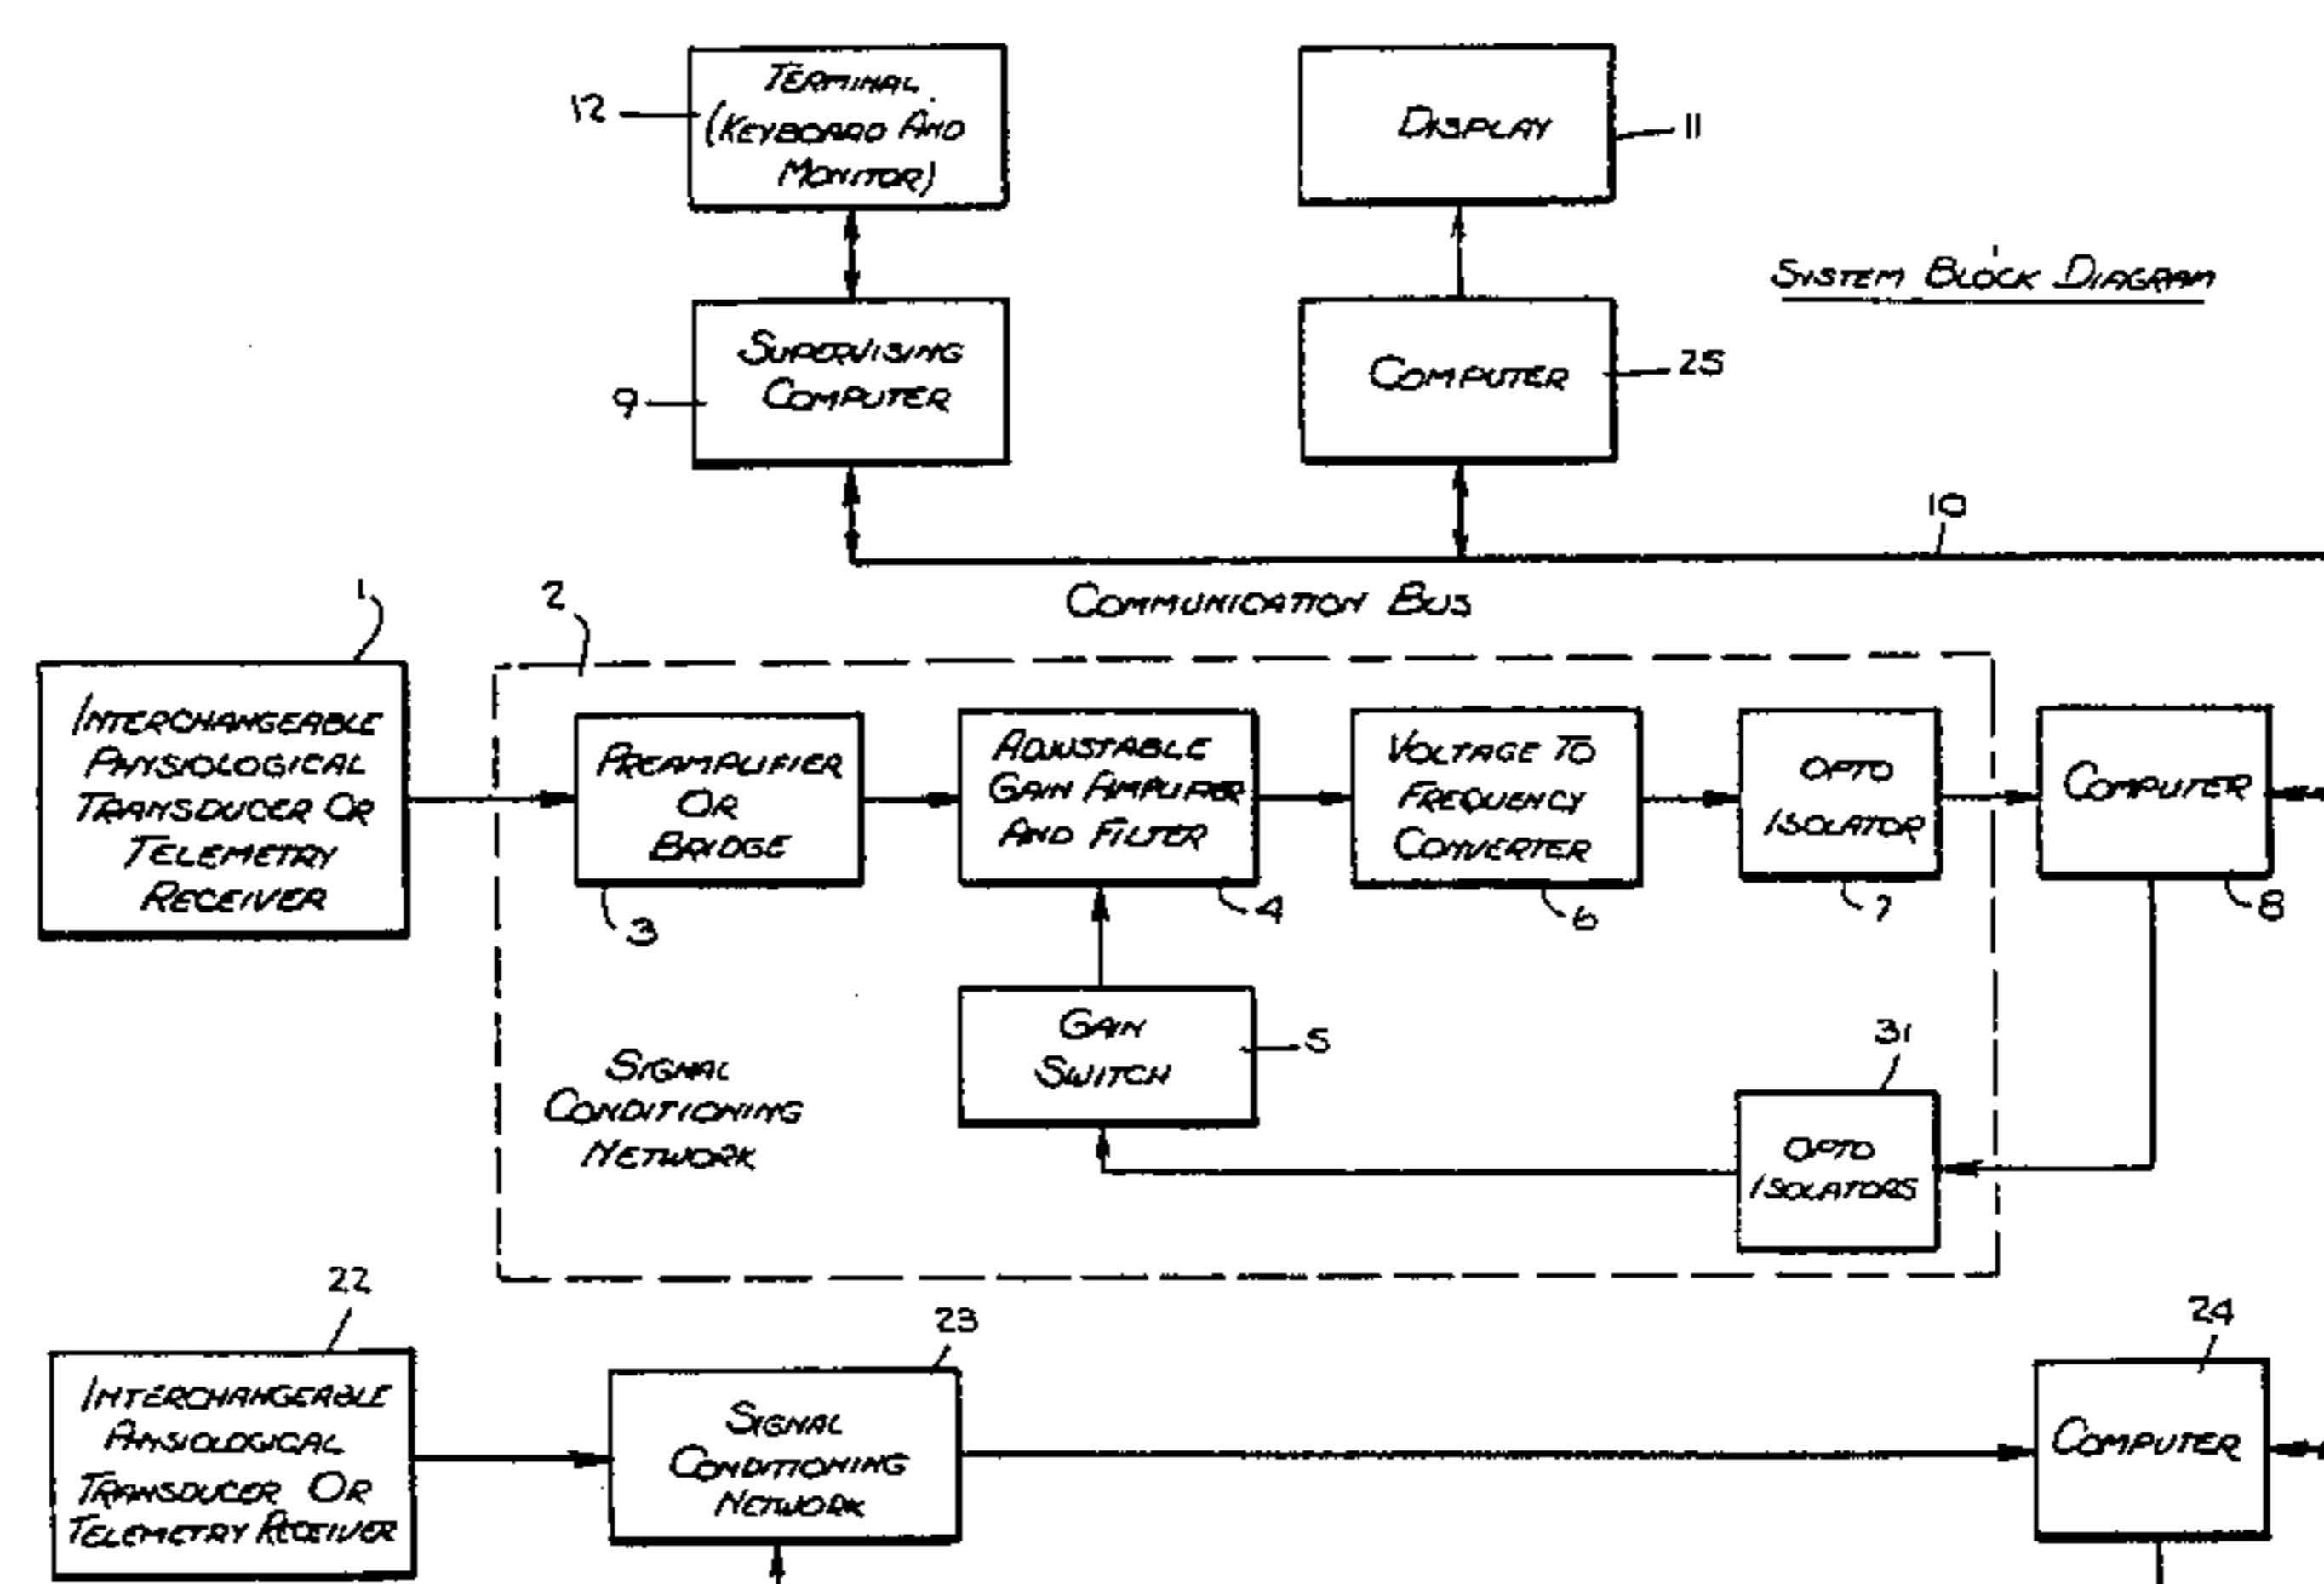 TERMINAL
(KEYBOARD AND
MONITOR)
12
DISPLAY
11
SYSTEM BLOCK DIAGRAM
SUPERVISING
COMPUTER
9
COMPUTER
25
10
COMMUNICATION BUS
1
2
INTERCHANGEABLE
PHYSIOLOGICAL
TRANSDUCER OR
TELEMETRY
RECEIVER
PREAMPLIFIER
OR
BRIDGE
3
ADJUSTABLE
GAIN AMPLIFIER
AND FILTER
4
VOLTAGE TO
FREQUENCY
CONVERTER
6
OPTO
ISOLATOR
7
COMPUTER
8
GAIN
SWITCH
5
SIGNAL
CONDITIONING
NETWORK
31
OPTO
ISOLATORS
22
INTERCHANGEABLE
PHYSIOLOGICAL
TRANSDUCER OR
TELEMETRY RECEIVER
23
SIGNAL
CONDITIONING
NETWORK
24
COMPUTER